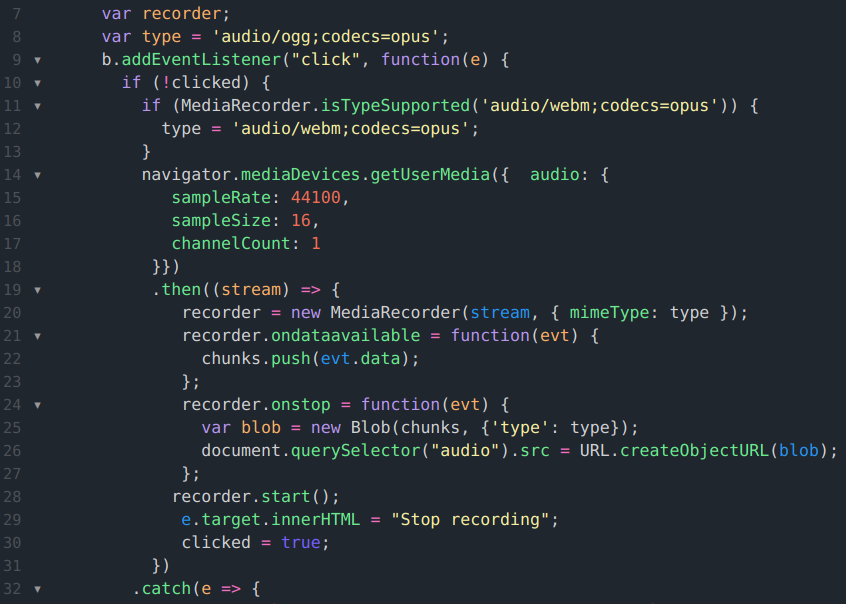 7 var recorder;
8 var type = 'audio/ogg;codecs=opus';
9 ▾ b.addEventListener("click", function(e) {
10 ▾ if (!clicked) {
11 ▾ if (MediaRecorder.isTypeSupported('audio/webm;codecs=opus')) {
12 type = 'audio/webm;codecs=opus';
13 }
14 ▾ navigator.mediaDevices.getUserMedia({  audio: {
15 sampleRate: 44100,
16 sampleSize: 16,
17 channelCount: 1
18 }})
19 ▾ .then((stream) => {
20 recorder = new MediaRecorder(stream, { mimeType: type });
21 ▾ recorder.ondataavailable = function(evt) {
22 chunks.push(evt.data);
23 };
24 ▾ recorder.onstop = function(evt) {
25 var blob = new Blob(chunks, {'type': type});
26 document.querySelector("audio").src = URL.createObjectURL(blob);
27 };
28 recorder.start();
29 e.target.innerHTML = "Stop recording";
30 clicked = true;
31 })
32 ▾ .catch(e => {